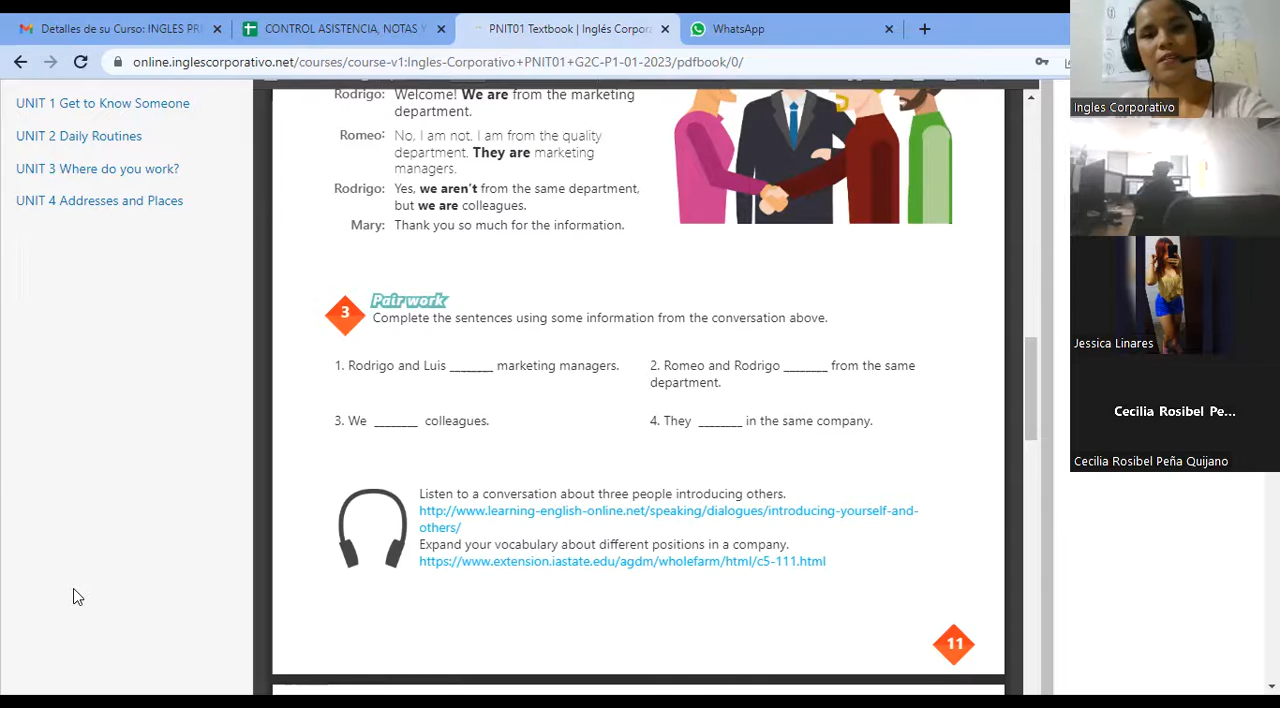 Detalles de su Curso: INGLES PRI
CONTROL ASISTENCIA, NOTAS Y
PNIT01 Textbook | Inglés Corpor
WhatsApp
online.inglescorporativo.net/courses/course-v1:Ingles-Corporativo+PNIT01+G2C-P1-01-2023/pdfbook/0/
UNIT 1 Get to Know Someone
UNIT 2 Daily Routines
UNIT 3 Where do you work?
UNIT 4 Addresses and Places
Rodrigo: Welcome! We are from the marketing
department.
Romeo: No, I am not. I am from the quality
department. They are marketing
managers.
Rodrigo: Yes, we aren't from the same department,
but we are colleagues.
Mary: Thank you so much for the information.
3
Pair work
Complete the sentences using some information from the conversation above.
1. Rodrigo and Luis ______ marketing managers.
2. Romeo and Rodrigo ______ from the same
department.
3. We ______ colleagues.
4. They ______ in the same company.
Listen to a conversation about three people introducing others.
http://www.learning-english-online.net/speaking/dialogues/introducing-yourself-and-
others/
Expand your vocabulary about different positions in a company.
https://www.extension.iastate.edu/agdm/wholefarm/html/c5-111.html
11
Ingles Corporativo
Jessica Linares
Cecilia Rosibel Pe...
Cecilia Rosibel Peña Quijano